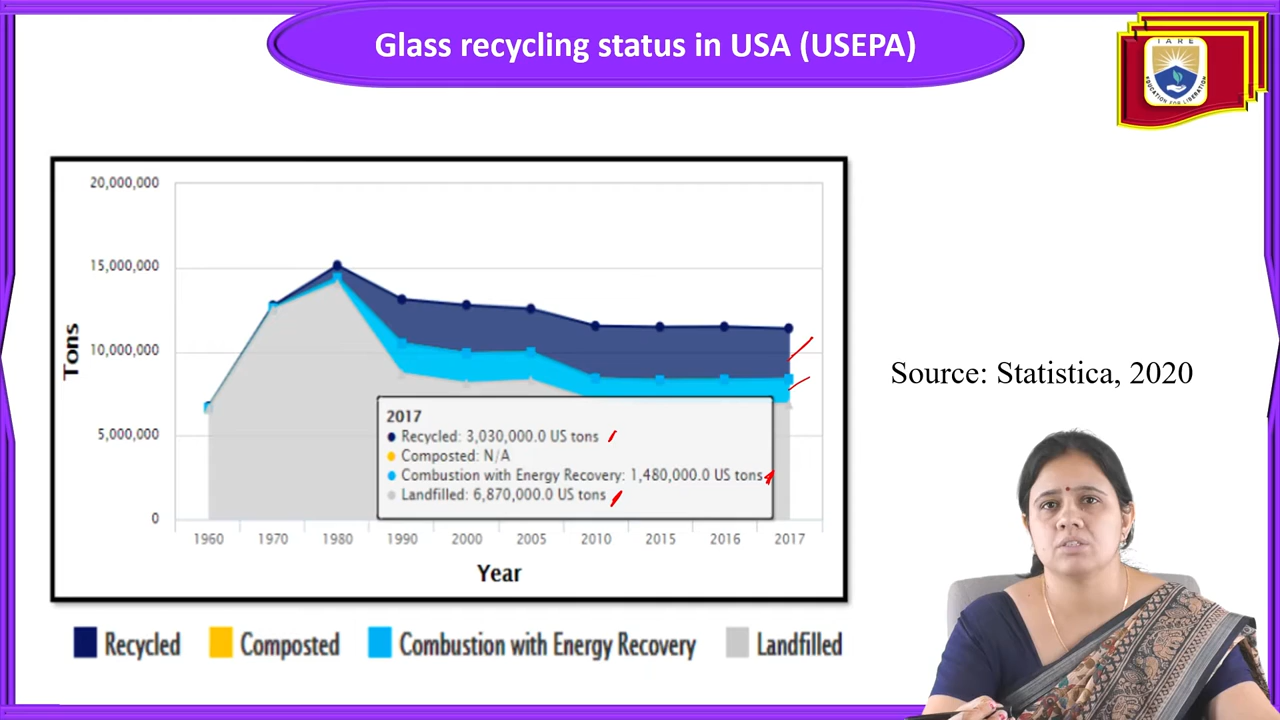 Glass recycling status in USA (USEPA)
IARE
EDUCATION FOR LIBERATION
20,000,000
15,000,000
10,000,000
5,000,000
0
Tons
2017
Recycled: 3,030,000.0 US tons
Composted: N/A
Combustion with Energy Recovery: 1,480,000.0 US tons
Landfilled: 6,870,000.0 US tons
1960 1970 1980 1990 2000 2005 2010 2015 2016 2017
Year
Recycled Composted Combustion with Energy Recovery Landfilled
Source: Statistica, 2020